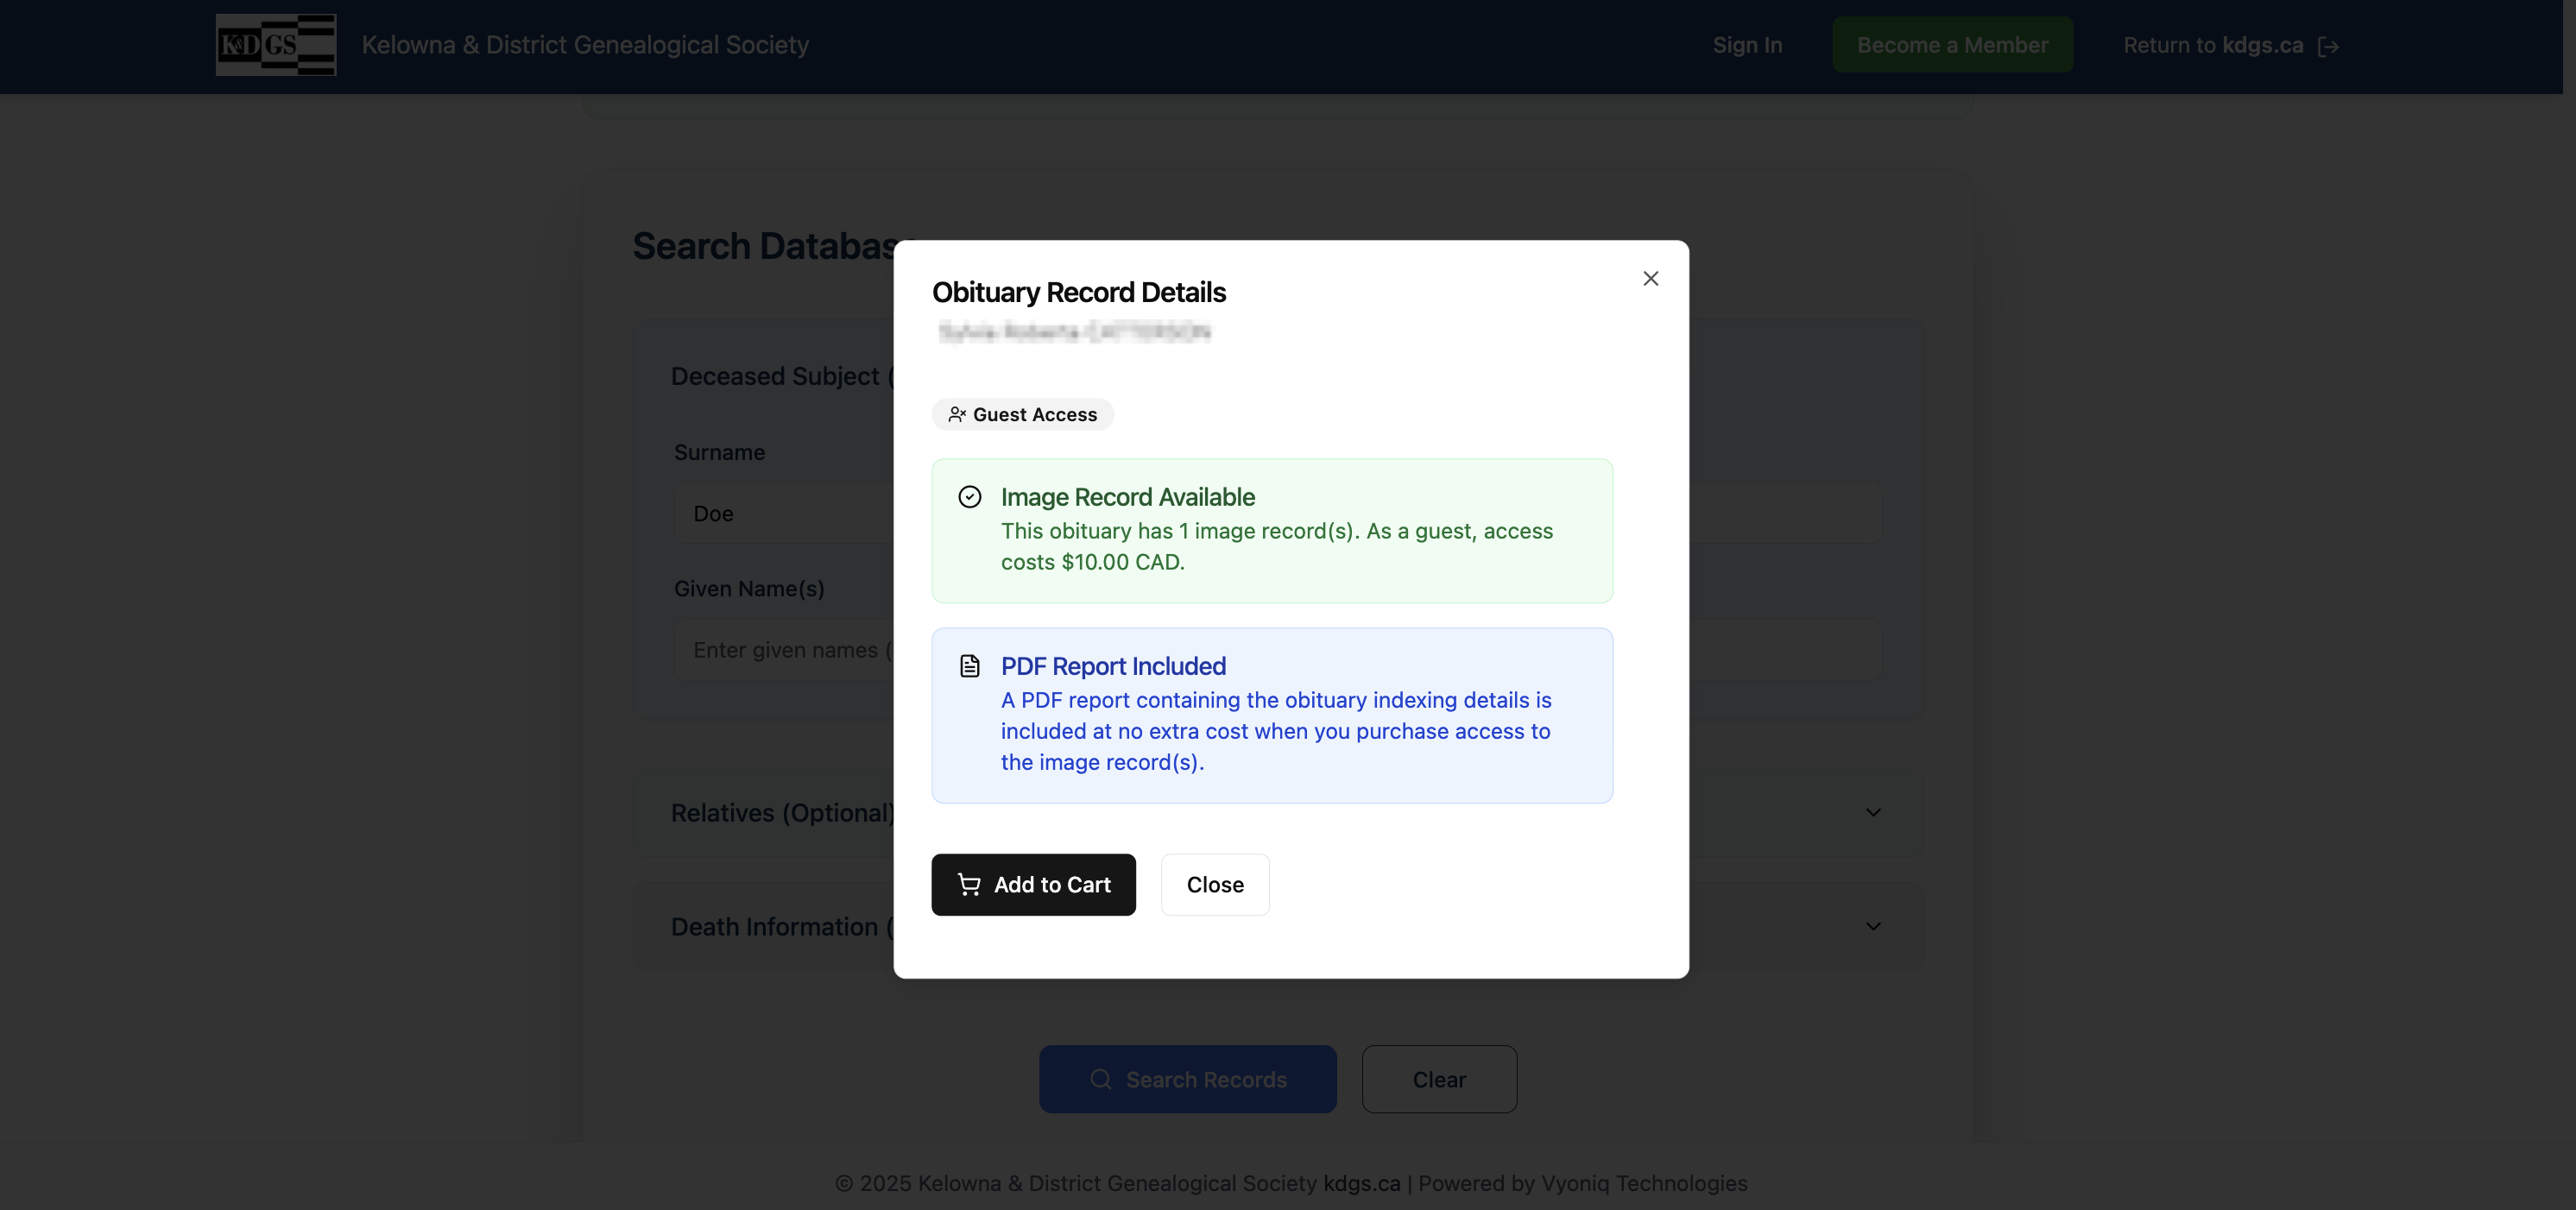 K&D GS
Kelowna & District Genealogical Society
Sign In
Become a Member
Return to kdgs.ca
Search Databas
Deceased Subject (
Surname
Doe
Given Name(s)
Enter given names (
Relatives (Optional)
Death Information (
Obituary Record Details
Guest Access
Image Record Available
This obituary has 1 image record(s). As a guest, access
costs $10.00 CAD.
PDF Report Included
A PDF report containing the obituary indexing details is
included at no extra cost when you purchase access to
the image record(s).
Add to Cart
Close
Search Records
Clear
© 2025 Kelowna & District Genealogical Society kdgs.ca | Powered by Vyoniq Technologies